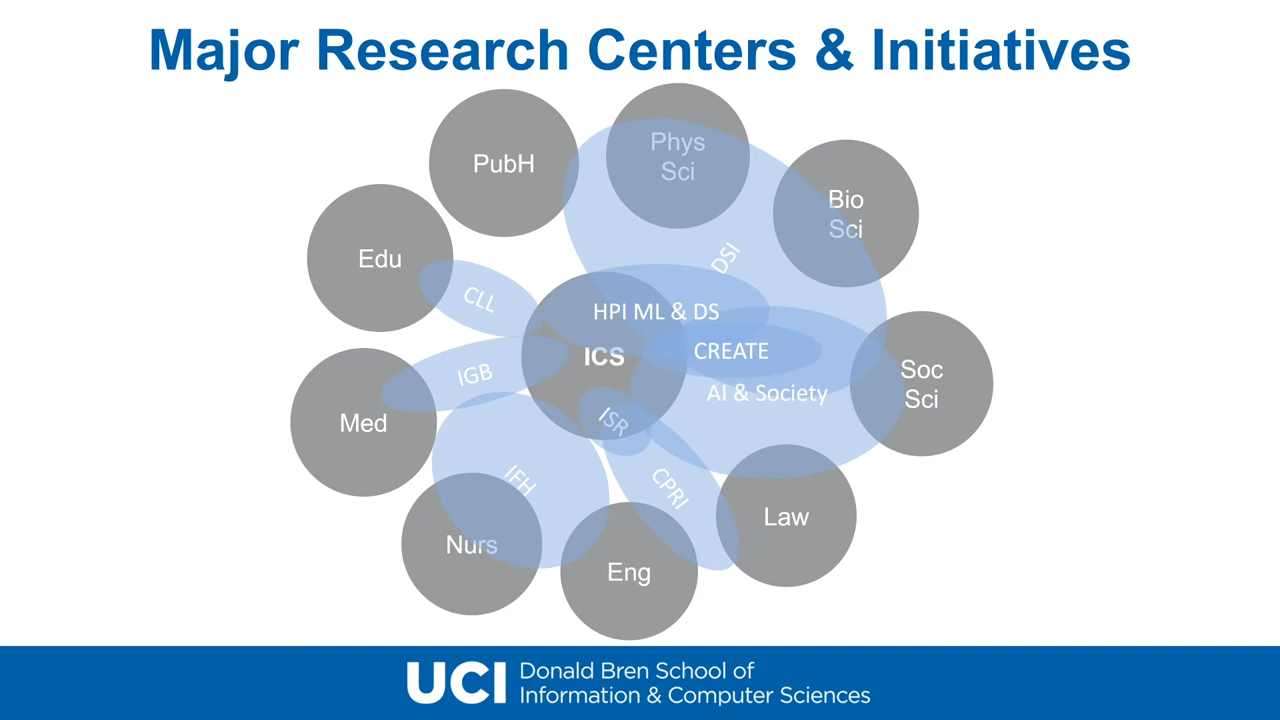 Major Research Centers & Initiatives
PubH
Phys
Sci
Bio
Sci
Edu
DSI
CLL
HPI ML & DS
ICS
CREATE
IGB
AI & Society
Soc
Sci
Med
ISR
IFH
CPRI
Law
Nurs
Eng
UCI
Donald Bren School of
Information & Computer Sciences